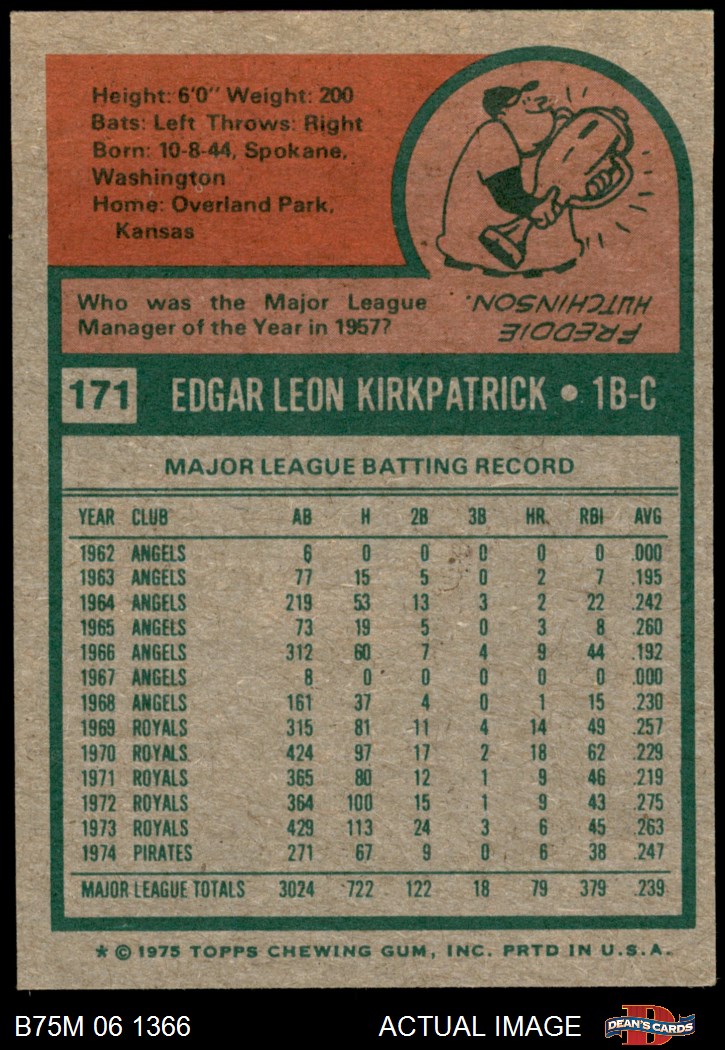 Height: 6'0" Weight: 200
Bats: Left Throws: Right
Born: 10-8-44, Spokane,
Washington
Home: Overland Park,
Kansas
Who was the Major League
Manager of the Year in 1957?
FREDDIE
HUTCHINSON.
171 EDGAR LEON KIRKPATRICK • 1B-C
MAJOR LEAGUE BATTING RECORD
YEAR CLUB AB H 2B 3B HR RBI AVG
1962 ANGELS 6 0 0 0 0 0 .000
1963 ANGELS 77 15 5 0 2 7 .195
1964 ANGELS 219 53 13 3 2 22 .242
1965 ANGELS 73 19 5 0 3 8 .260
1966 ANGELS 312 60 7 4 9 44 .192
1967 ANGELS 8 0 0 0 0 0 .000
1968 ANGELS 161 37 4 0 1 15 .230
1969 ROYALS 315 81 11 4 14 49 .257
1970 ROYALS 424 97 17 2 18 62 .229
1971 ROYALS 365 80 12 1 9 46 .219
1972 ROYALS 364 100 15 1 9 43 .275
1973 ROYALS 429 113 24 3 6 45 .263
1974 PIRATES 271 67 9 0 6 38 .247
MAJOR LEAGUE TOTALS 3024 722 122 18 79 379 .239
* © 1975 TOPPS CHEWING GUM, INC. PRTD IN U.S.A.
B75M 06 1366 ACTUAL IMAGE
D
DEAN'S CARDS